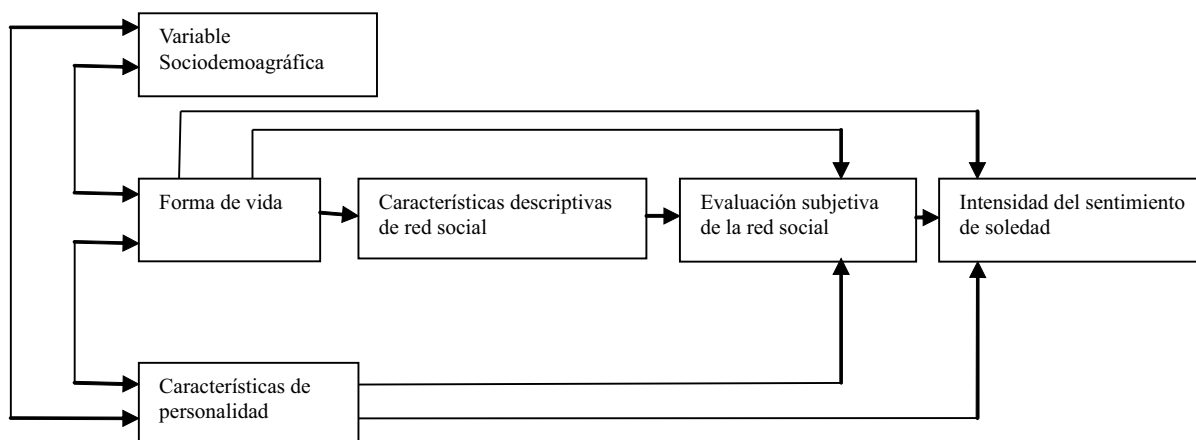 Variable
Sociodemoagráfica
Forma de vida
Características descriptivas
de red social
Evaluación subjetiva
de la red social
Intensidad del sentimiento
de soledad
Características de
personalidad